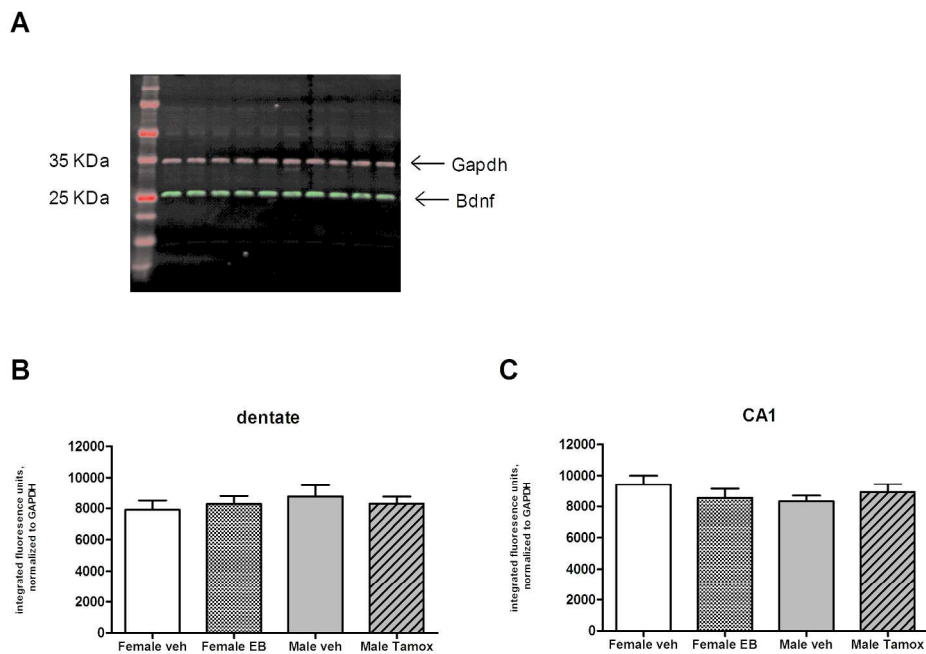 A
35 KDa
Gapdh
25 KDa
Bdnf
B
dentate
integrated fluoresence units,
normalized to GAPDH
12000
10000
8000
6000
4000
2000
0
Female veh
Female EB
Male veh
Male Tamox
C
CA1
integrated fluoresence units,
normalized to GAPDH
12000
10000
8000
6000
4000
2000
0
Female veh
Female EB
Male veh
Male Tamox